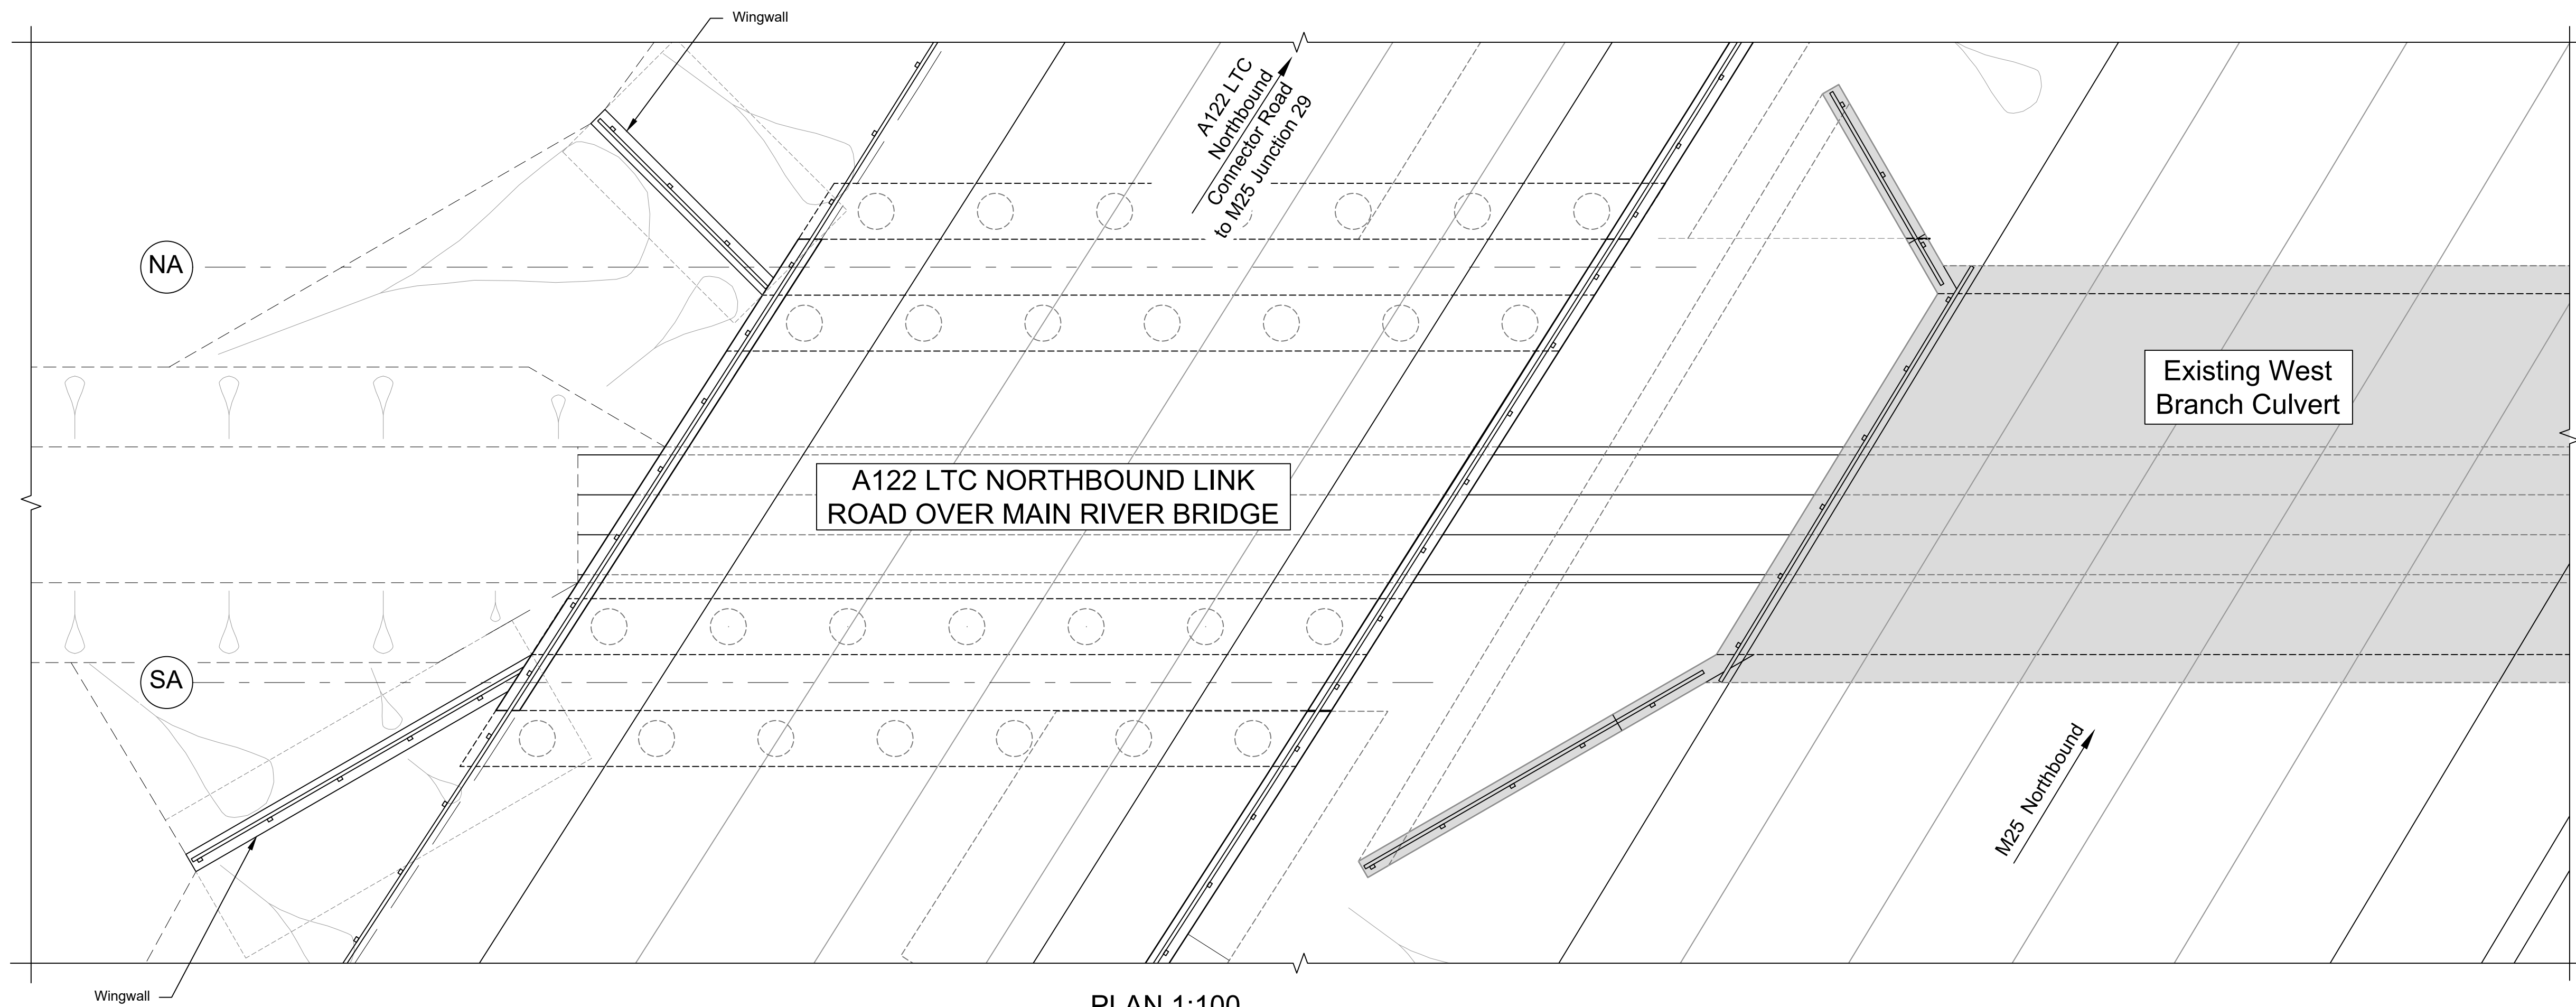 Wingwall
A122 LTC
Northbound
Connector Road
to M25 Junction 29
NA
Existing West
Branch Culvert
A122 LTC NORTHBOUND LINK
ROAD OVER MAIN RIVER BRIDGE
SA
M25 Northbound
Wingwall
PLAN 1:100